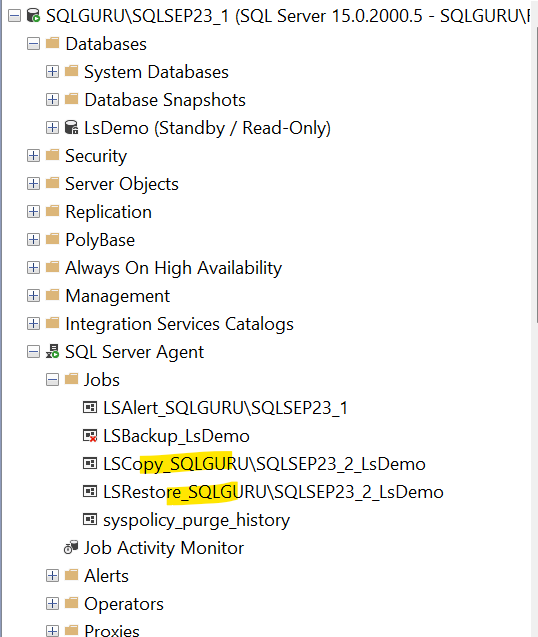 SQLGURU\SQLSEP23_1 (SQL Server 15.0.2000.5 - SQLGURU\
Databases
System Databases
Database Snapshots
LsDemo (Standby / Read-Only)
Security
Server Objects
Replication
PolyBase
Always On High Availability
Management
Integration Services Catalogs
SQL Server Agent
Jobs
LSAlert_SQLGURU\SQLSEP23_1
LSBackup_LsDemo
LSCopy_SQLGURU\SQLSEP23_2_LsDemo
LSRestore_SQLGURU\SQLSEP23_2_LsDemo
syspolicy_purge_history
Job Activity Monitor
Alerts
Operators
Proxies